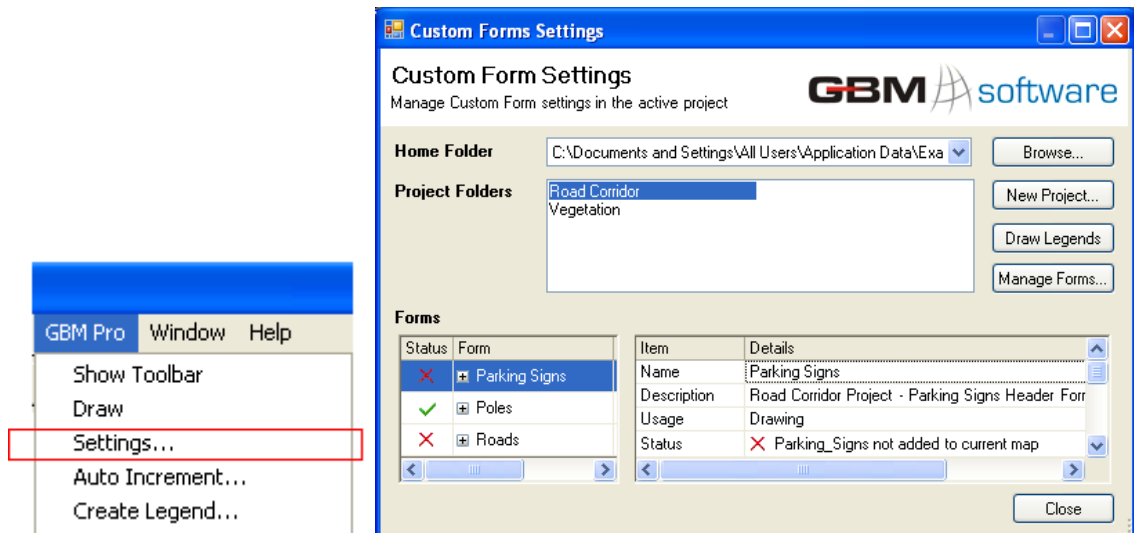 GBM Pro Window Help
Show Toolbar
Draw
Settings...
Auto Increment...
Create Legend...
Custom Forms Settings
Custom Form Settings
Manage Custom Form settings in the active project
GBM software
Home Folder C:\Documents and Settings\All Users\Application Data\Exa Browse...
Project Folders Road Corridor New Project...
Vegetation
Draw Legends
Manage Forms...
Forms
Status Form Item Details
Parking Signs Name Parking Signs
Description Road Corridor Project - Parking Signs Header Forr
Poles Usage Drawing
Roads Status Parking_Signs not added to current map
Close